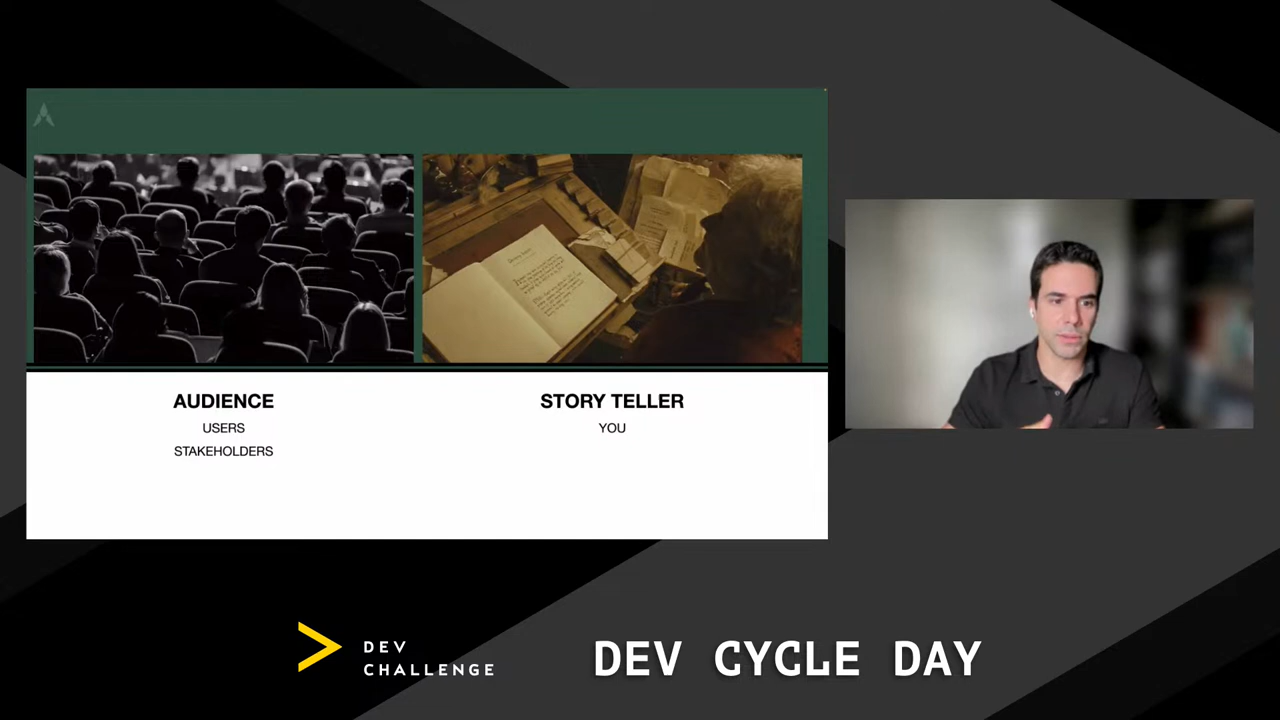 AUDIENCE
USERS
STAKEHOLDERS
STORY TELLER
YOU
DEV
CHALLENGE
DEV CYCLE DAY